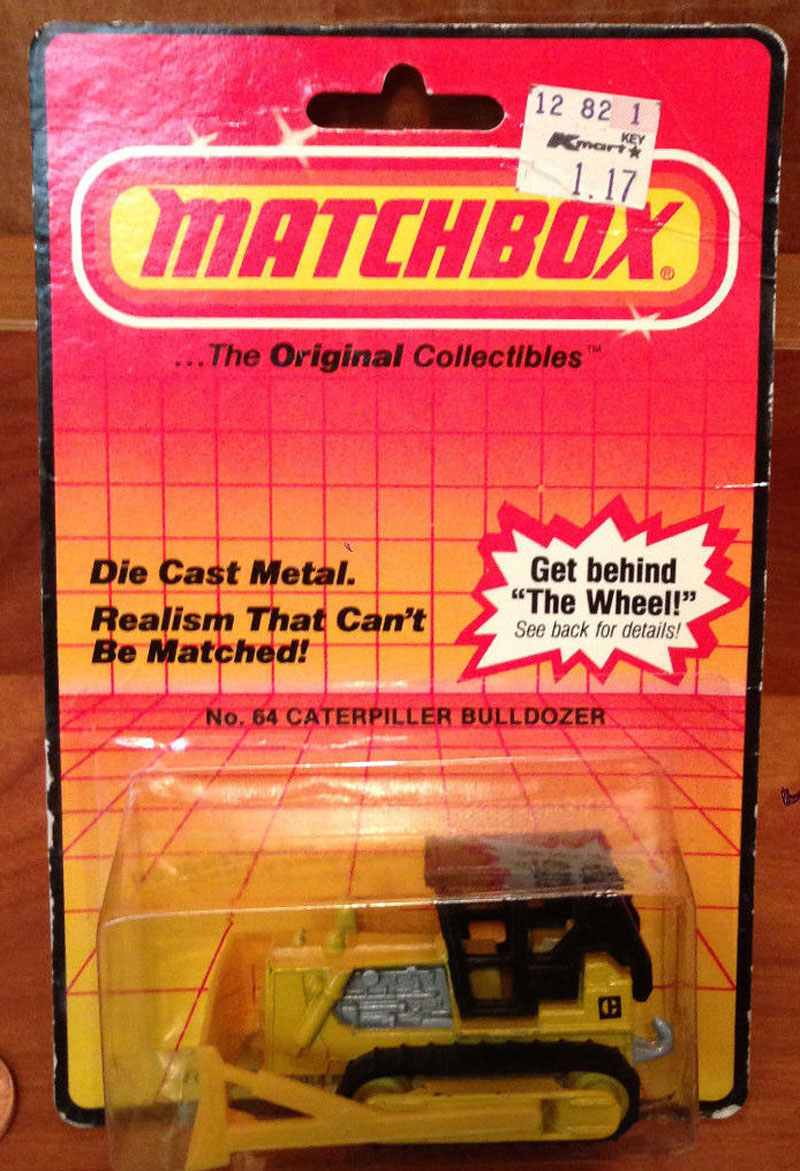 12 82 1
KEY
Kmart
1.17
MATCHBOX®
...The Original Collectibles™
Die Cast Metal.
Realism That Can't
Be Matched!
Get behind
“The Wheel!”
See back for details!
No. 64 CATERPILLER BULLDOZER
C